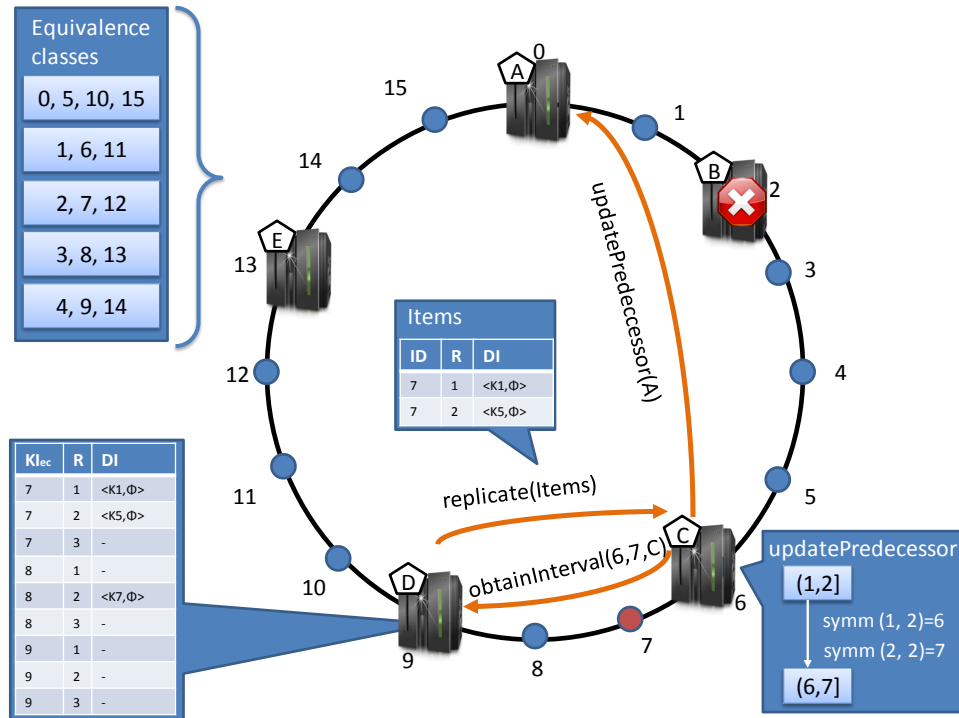 Equivalence
classes
0, 5, 10, 15
1, 6, 11
2, 7, 12
3, 8, 13
4, 9, 14
0
A
15
1
14
B
2
E
13
3
updatePredeccessor(A)
Items
ID R DI
7 1 <K1,Φ>
7 2 <K5,Φ>
12
4
KIec R DI
7 1 <K1,Φ>
7 2 <K5,Φ>
7 3 -
8 1 -
8 2 <K7,Φ>
8 3 -
9 1 -
9 2 -
9 3 -
11
replicate(Items)
5
C
obtainInterval(6,7,C)
10
D
6
7
9
8
updatePredecessor
(1,2]
symm (1, 2)=6
symm (2, 2)=7
(6,7]